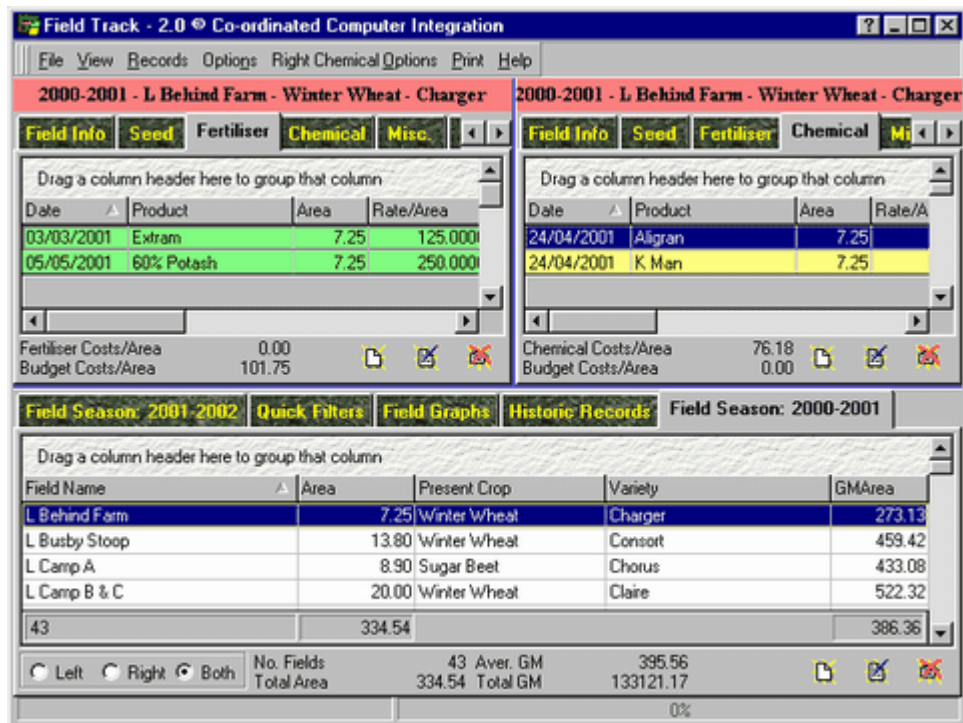 Field Track - 2.0 © Co-ordinated Computer Integration
File View Records Options Right Chemical Options Print Help
2000-2001 - L Behind Farm - Winter Wheat - Charger
Field Info Seed Fertiliser Chemical Misc.
Drag a column header here to group that column
Date Product Area Rate/Area
03/03/2001 Extram 7.25 125.000
05/05/2001 60% Potash 7.25 250.000
Fertiliser Costs/Area 0.00
Budget Costs/Area 101.75
2000-2001 - L Behind Farm - Winter Wheat - Charger
Field Info Seed Fertiliser Chemical Mi
Drag a column header here to group that column
Date Product Area Rate/A
24/04/2001 Aligran 7.25
24/04/2001 K Man 7.25
Chemical Costs/Area 76.18
Budget Costs/Area 0.00
Field Season: 2001-2002 Quick Filters Field Graphs Historic Records Field Season: 2000-2001
Drag a column header here to group that column
Field Name Area Present Crop Variety GMArea
L Behind Farm 7.25 Winter Wheat Charger 273.13
L Busby Stoop 13.80 Winter Wheat Consort 459.42
L Camp A 8.90 Sugar Beet Chorus 433.08
L Camp B & C 20.00 Winter Wheat Claire 522.32
43 334.54 386.36
Left Right Both
No. Fields 43 Aver. GM 395.56
Total Area 334.54 Total GM 133121.17
0%